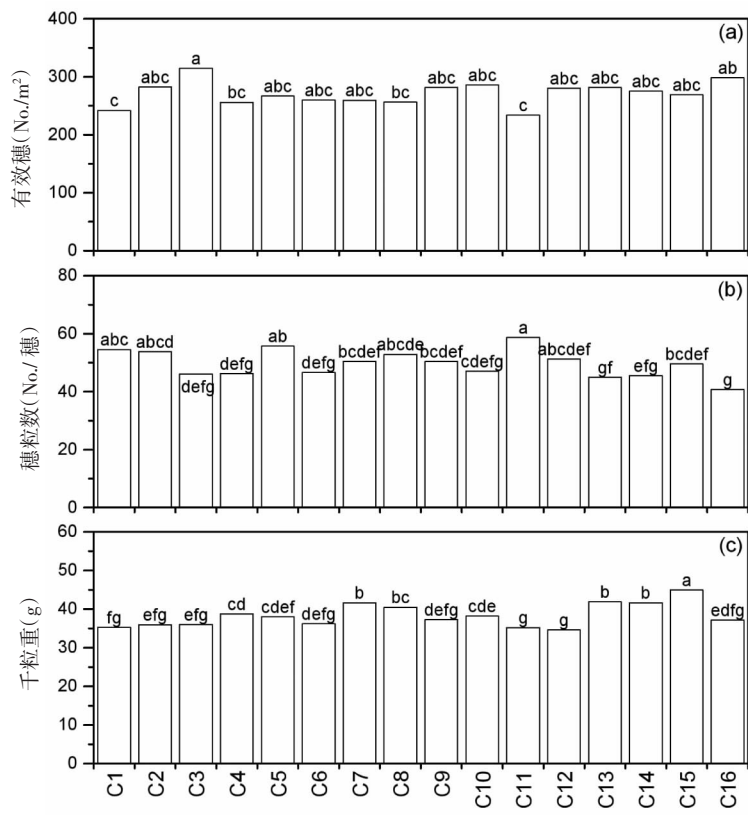 400
300
200
100
0
有效穗(No./m²)
(a)
c abc a bc abc abc abc bc abc abc c abc abc abc abc ab
80
60
40
20
0
穗粒数(No./穗)
(b)
abc abcd defg defg ab defg bcdef abcde bcdef cdefg a abcdef gf efg bcdef g
60
50
40
30
20
10
0
千粒重(g)
(c)
fg efg efg cd cdef defg b bc defg cde g g b b a edfg
C1 C2 C3 C4 C5 C6 C7 C8 C9 C10 C11 C12 C13 C14 C15 C16